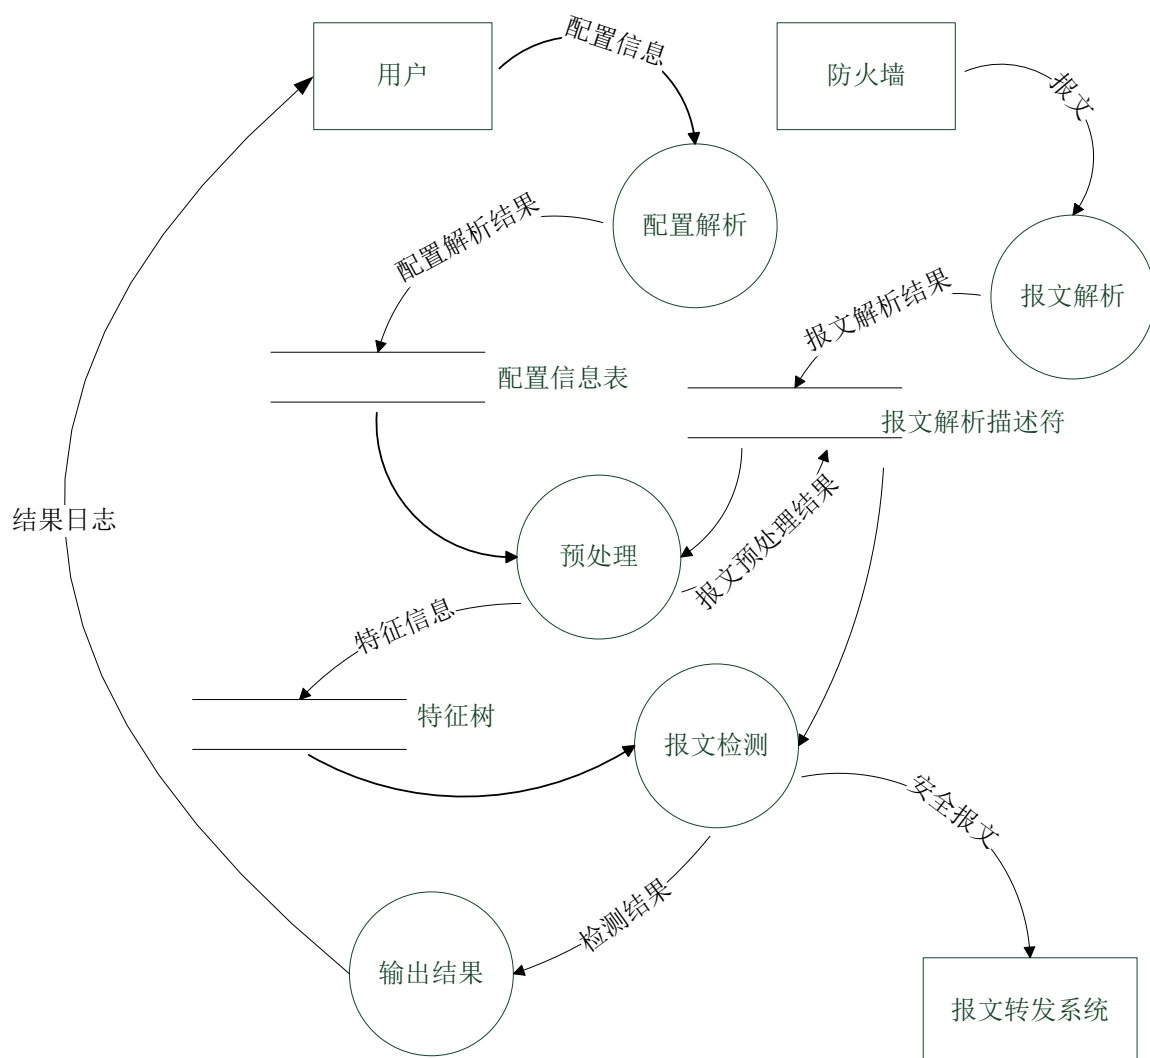 配置信息
用户
防火墙
报文
配置解析
配置解析结果
报文解析
报文解析结果
配置信息表
报文解析描述符
结果日志
预处理
报文预处理结果
特征信息
特征树
报文检测
安全报文
检测结果
输出结果
报文转发系统